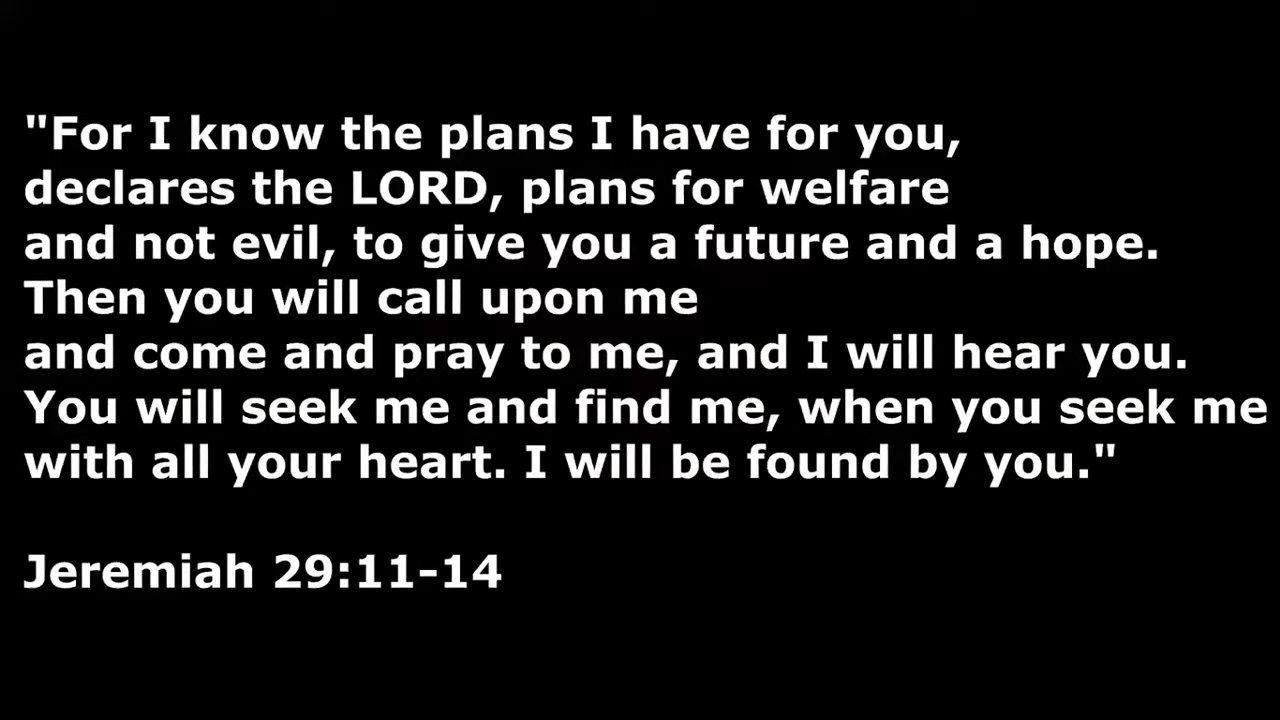 "For I know the plans I have for you,
declares the LORD, plans for welfare
and not evil, to give you a future and a hope.
Then you will call upon me
and come and pray to me, and I will hear you.
You will seek me and find me, when you seek me
with all your heart. I will be found by you."
Jeremiah 29:11-14